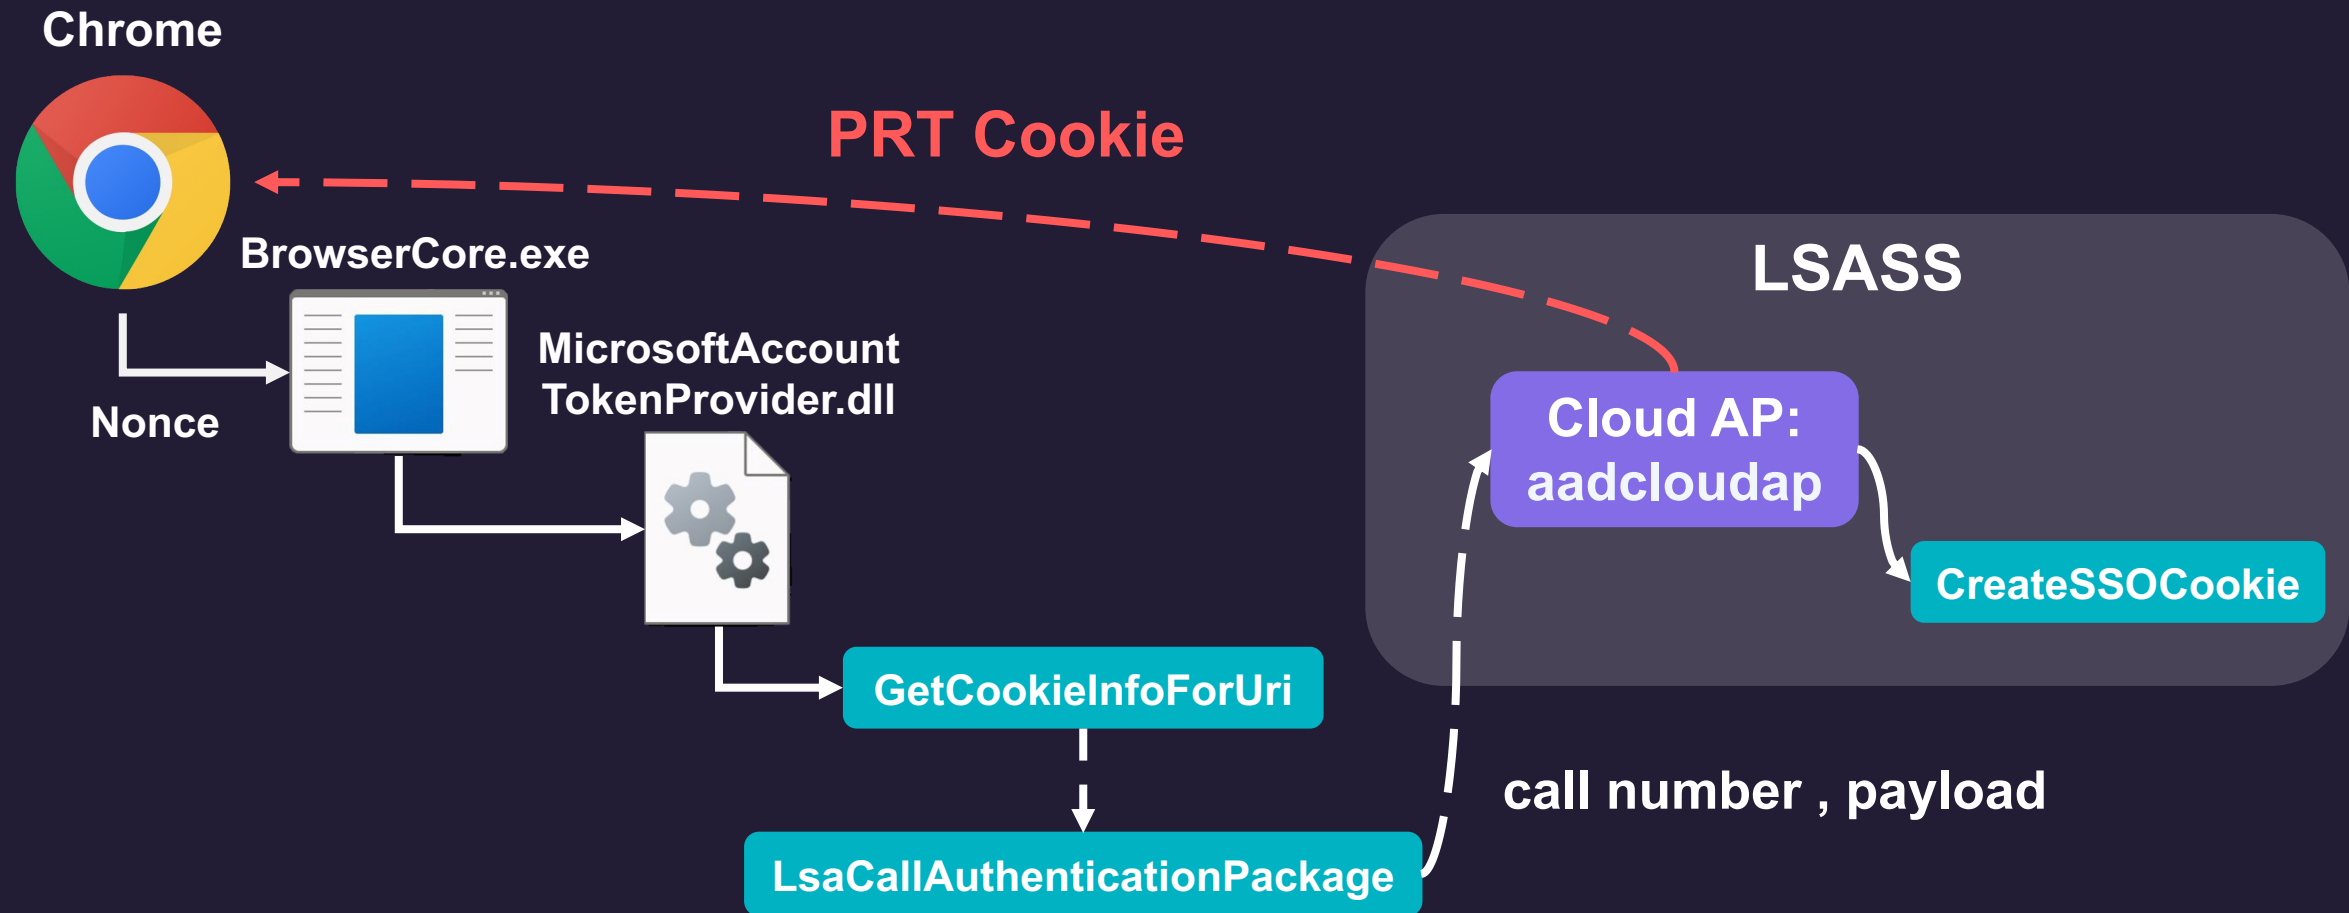 Chrome
PRT Cookie
BrowserCore.exe
LSASS
MicrosoftAccount
TokenProvider.dll
Nonce
Cloud AP:
aadcloudap
CreateSSOCookie
GetCookieInfoForUri
call number , payload
LsaCallAuthenticationPackage